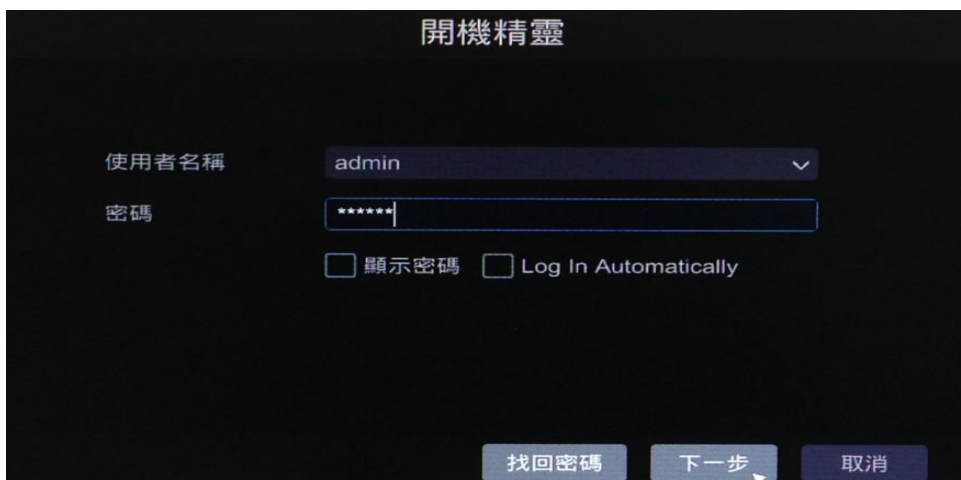 開機精靈
使用者名稱 admin
密碼 ******
顯示密碼 Log In Automatically
找回密碼 下一步 取消